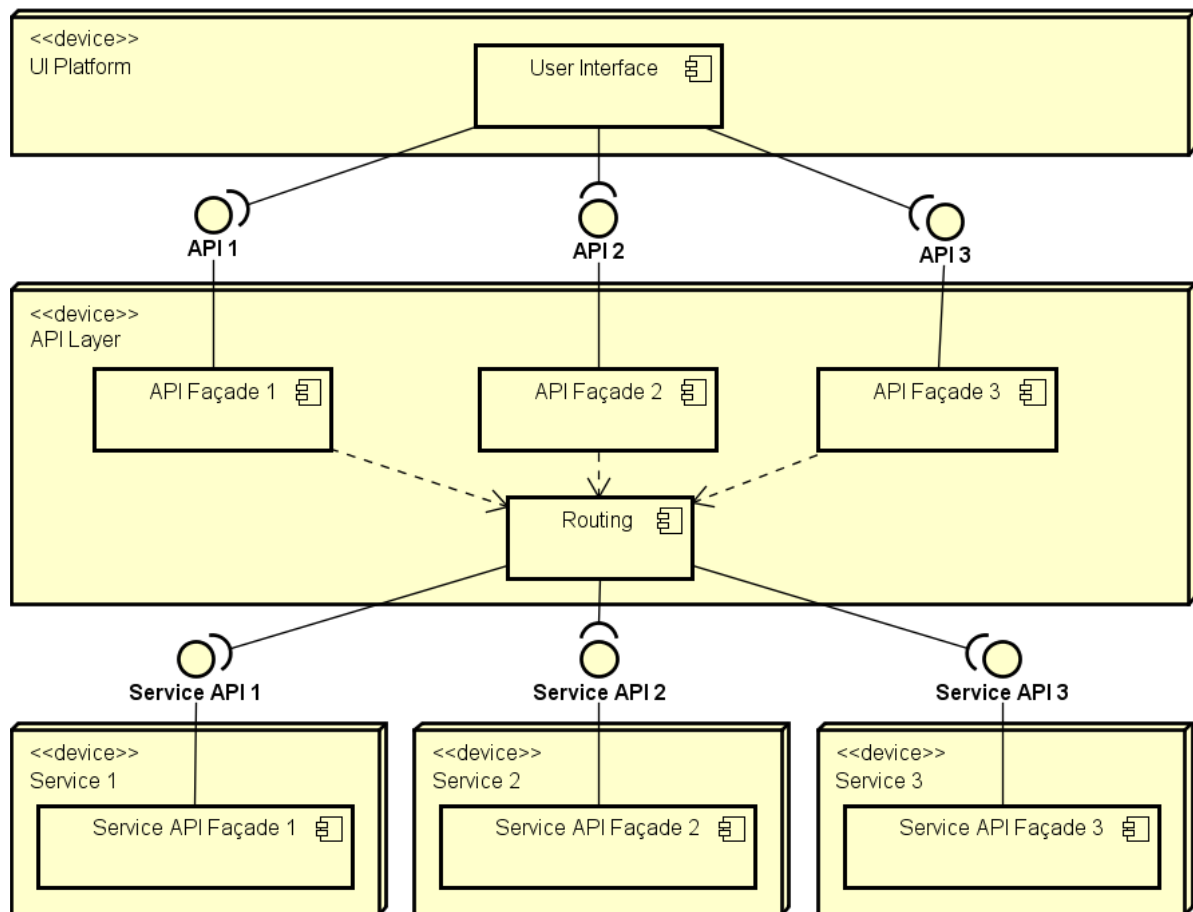 <<device>>
UI Platform
User Interface
API 1
API 2
API 3
<<device>>
API Layer
API Façade 1
API Façade 2
API Façade 3
Routing
Service API 1
Service API 2
Service API 3
<<device>>
Service 1
Service API Façade 1
<<device>>
Service 2
Service API Façade 2
<<device>>
Service 3
Service API Façade 3